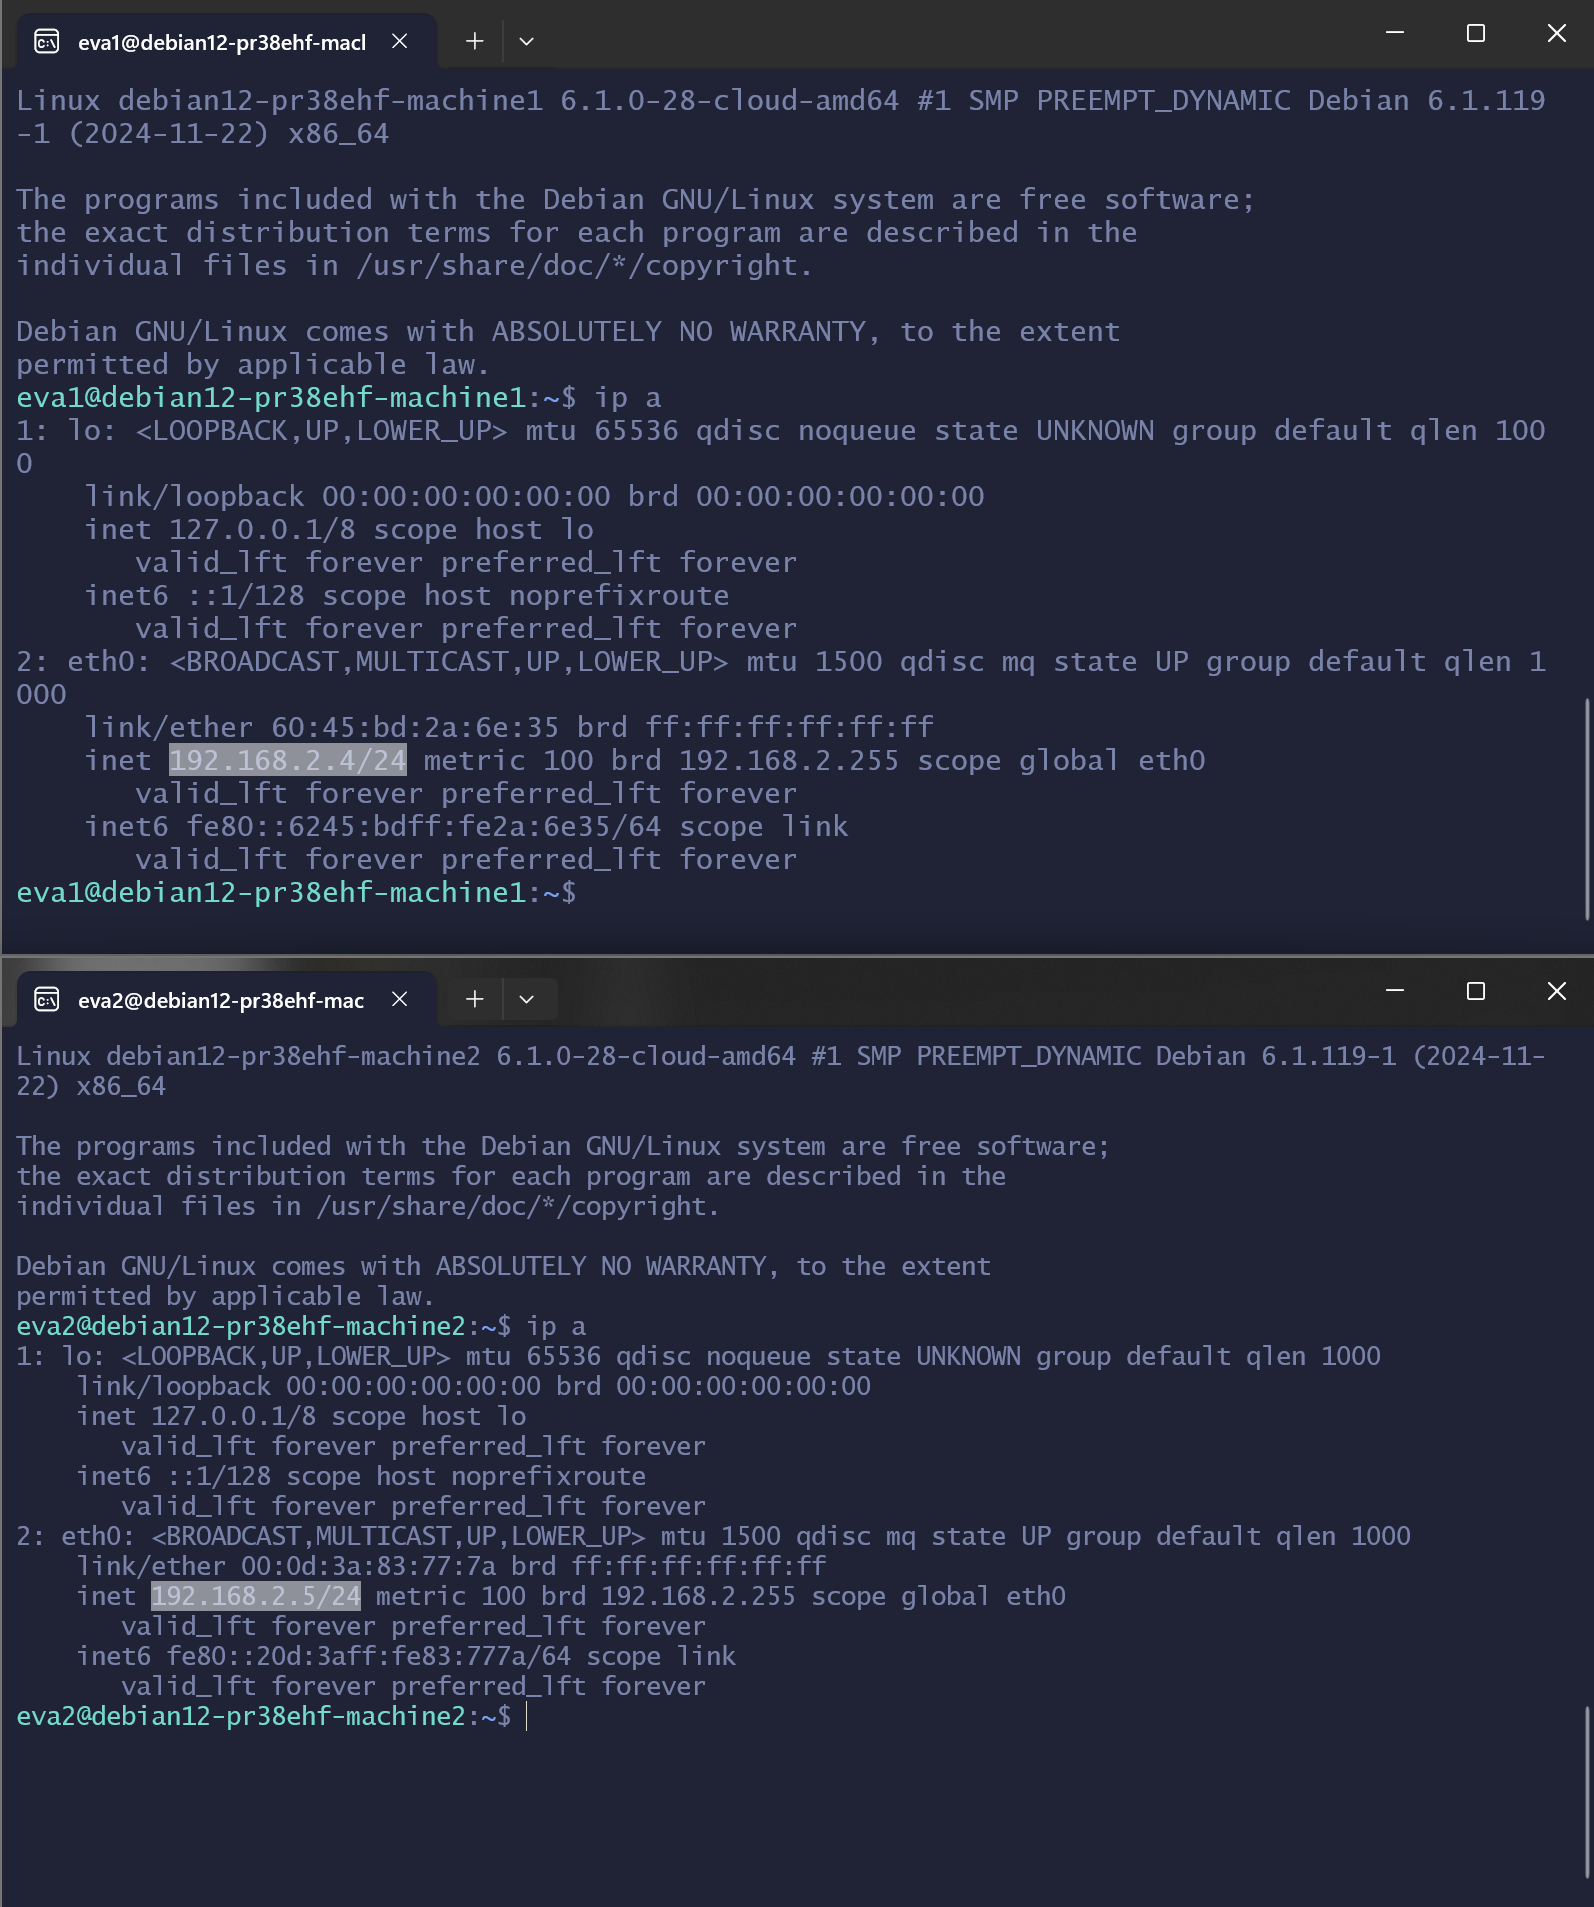 eva1@debian12-pr38ehf-macl
Linux debian12-pr38ehf-machine1 6.1.0-28-cloud-amd64 #1 SMP PREEMPT_DYNAMIC Debian 6.1.119
-1 (2024-11-22) x86_64
The programs included with the Debian GNU/Linux system are free software;
the exact distribution terms for each program are described in the
individual files in /usr/share/doc/*/copyright.
Debian GNU/Linux comes with ABSOLUTELY NO WARRANTY, to the extent
permitted by applicable law.
eva1@debian12-pr38ehf-machine1:~$ ip a
1: lo: <LOOPBACK,UP,LOWER_UP> mtu 65536 qdisc noqueue state UNKNOWN group default qlen 100
0
link/loopback 00:00:00:00:00:00 brd 00:00:00:00:00:00
inet 127.0.0.1/8 scope host lo
valid_lft forever preferred_lft forever
inet6 ::1/128 scope host noprefixroute
valid_lft forever preferred_lft forever
2: eth0: <BROADCAST,MULTICAST,UP,LOWER_UP> mtu 1500 qdisc mq state UP group default qlen 1
000
link/ether 60:45:bd:2a:6e:35 brd ff:ff:ff:ff:ff:ff
inet 192.168.2.4/24 metric 100 brd 192.168.2.255 scope global eth0
valid_lft forever preferred_lft forever
inet6 fe80::6245:bdff:fe2a:6e35/64 scope link
valid_lft forever preferred_lft forever
eva1@debian12-pr38ehf-machine1:~$
eva2@debian12-pr38ehf-mac
Linux debian12-pr38ehf-machine2 6.1.0-28-cloud-amd64 #1 SMP PREEMPT_DYNAMIC Debian 6.1.119-1 (2024-11-
22) x86_64
The programs included with the Debian GNU/Linux system are free software;
the exact distribution terms for each program are described in the
individual files in /usr/share/doc/*/copyright.
Debian GNU/Linux comes with ABSOLUTELY NO WARRANTY, to the extent
permitted by applicable law.
eva2@debian12-pr38ehf-machine2:~$ ip a
1: lo: <LOOPBACK,UP,LOWER_UP> mtu 65536 qdisc noqueue state UNKNOWN group default qlen 1000
link/loopback 00:00:00:00:00:00 brd 00:00:00:00:00:00
inet 127.0.0.1/8 scope host lo
valid_lft forever preferred_lft forever
inet6 ::1/128 scope host noprefixroute
valid_lft forever preferred_lft forever
2: eth0: <BROADCAST,MULTICAST,UP,LOWER_UP> mtu 1500 qdisc mq state UP group default qlen 1000
link/ether 00:0d:3a:83:77:7a brd ff:ff:ff:ff:ff:ff
inet 192.168.2.5/24 metric 100 brd 192.168.2.255 scope global eth0
valid_lft forever preferred_lft forever
inet6 fe80::20d:3aff:fe83:777a/64 scope link
valid_lft forever preferred_lft forever
eva2@debian12-pr38ehf-machine2:~$